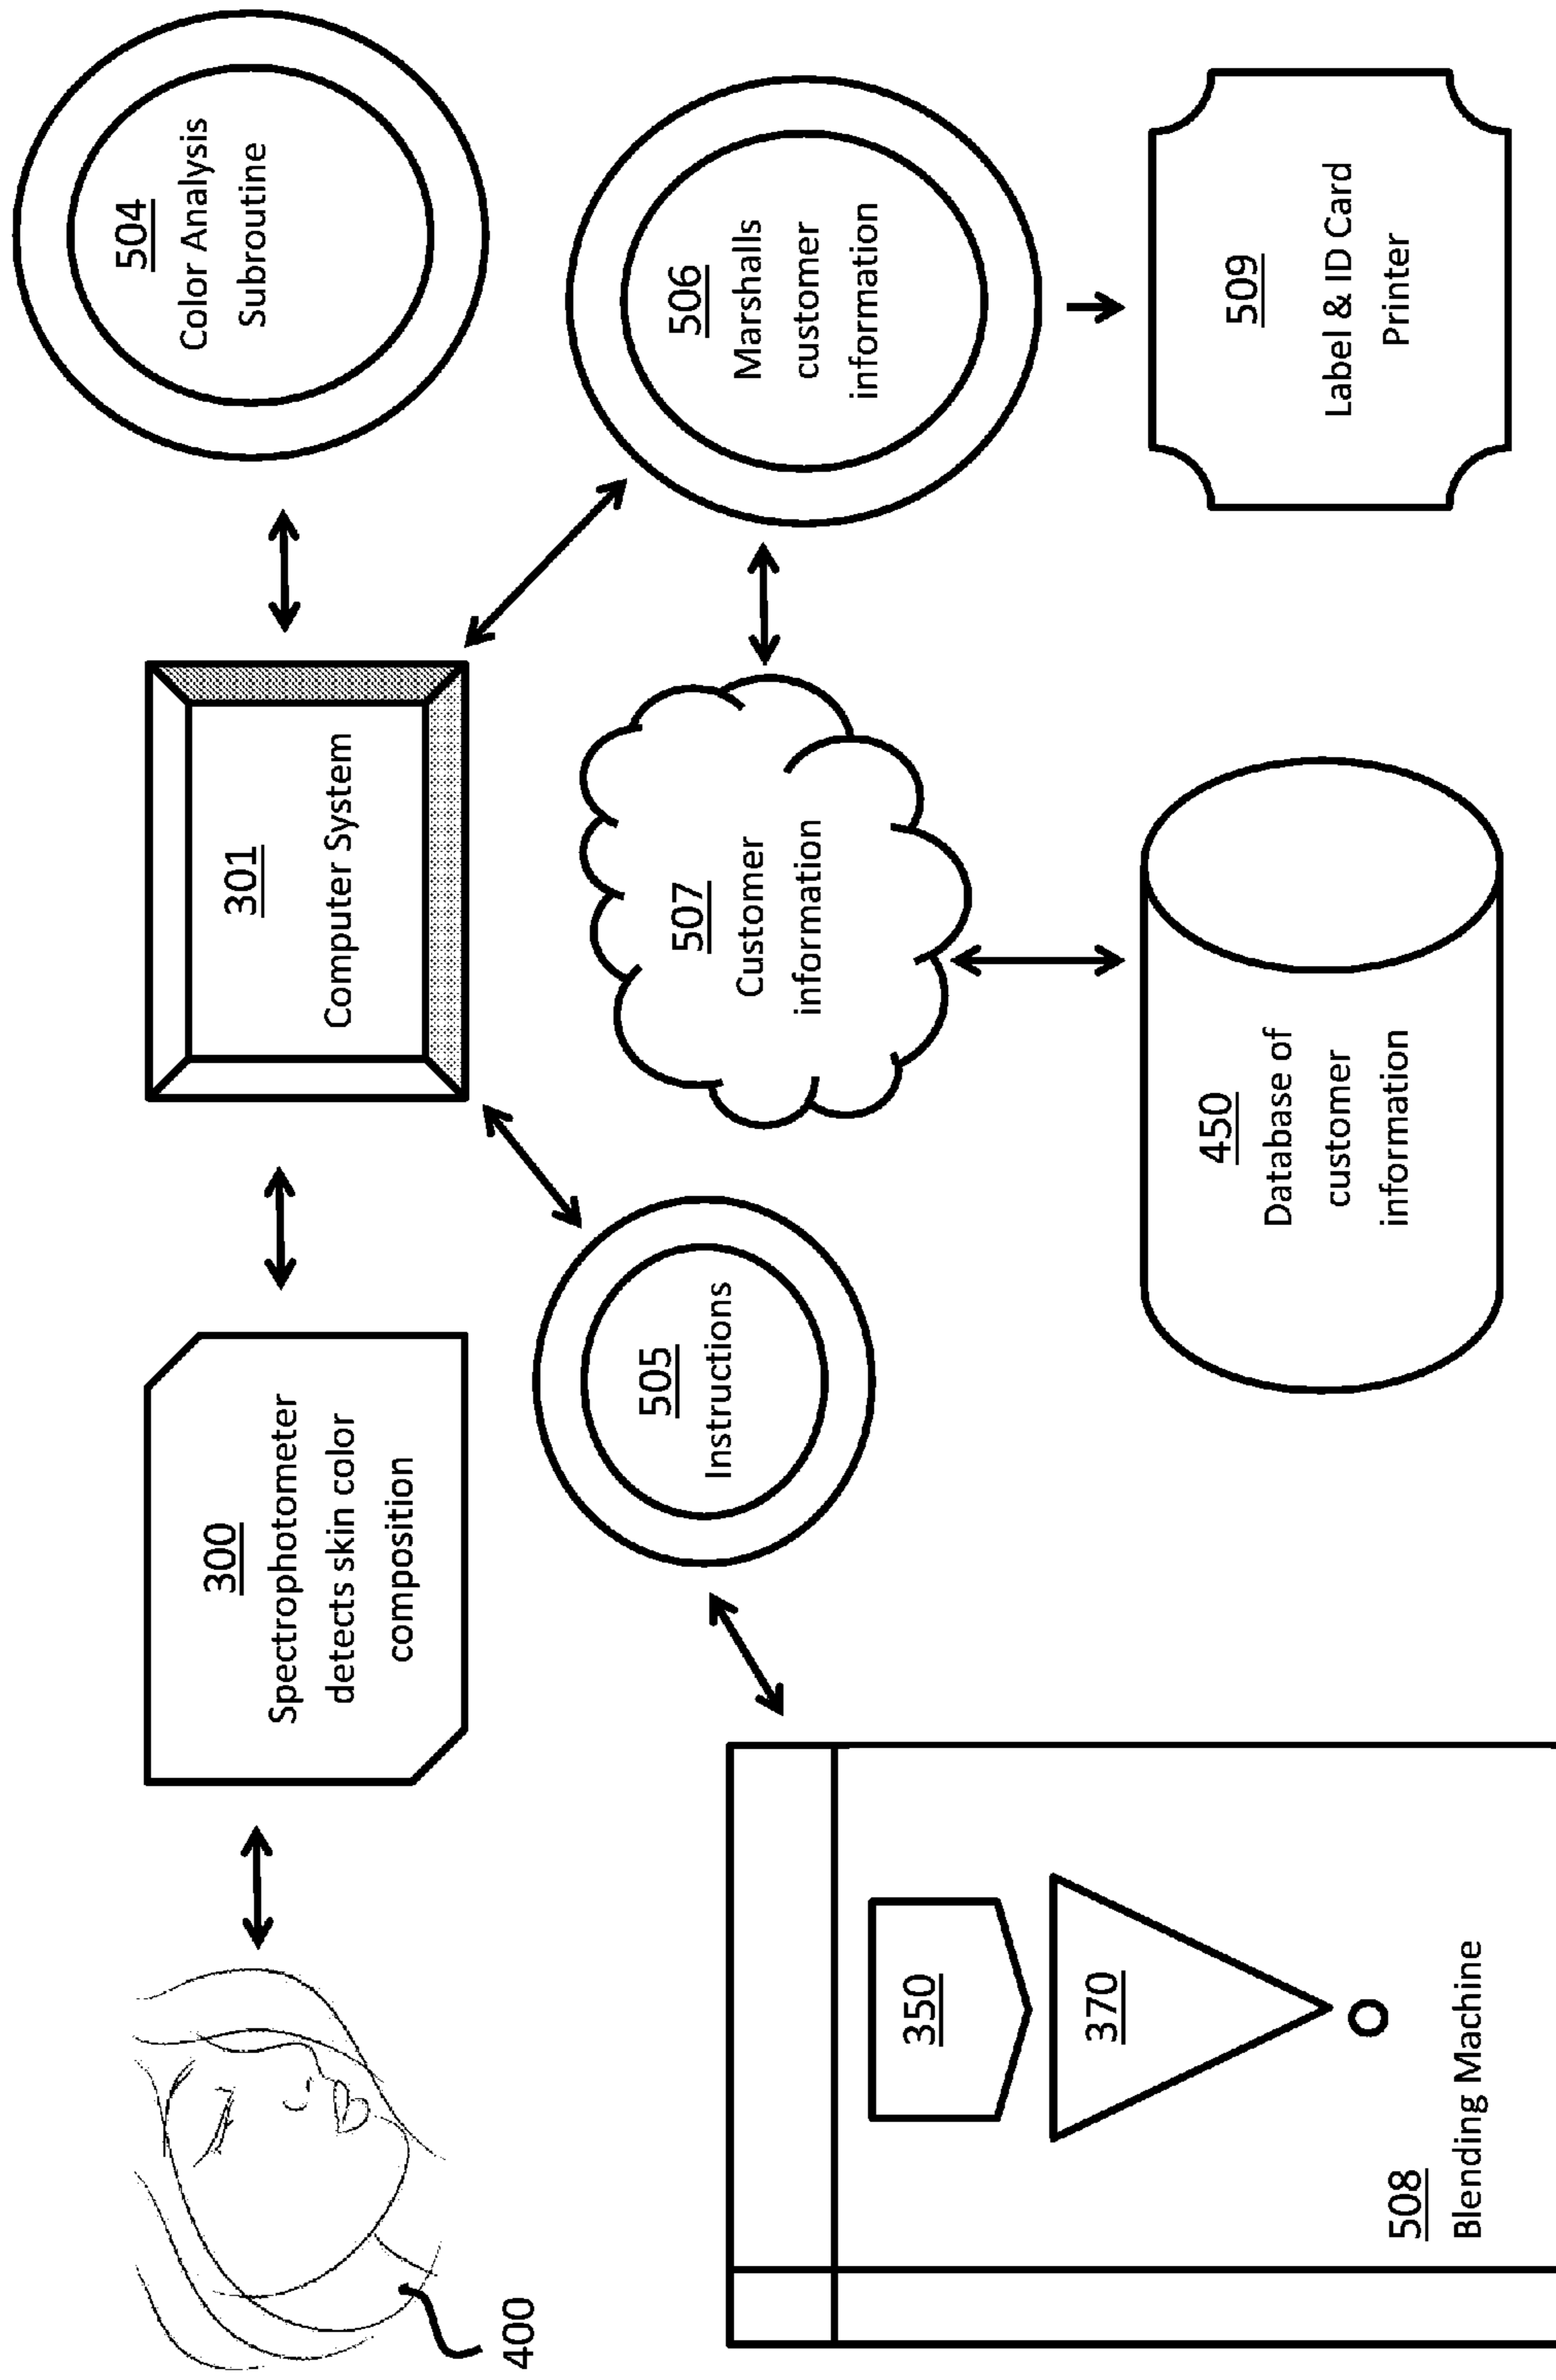 400
300
Spectrophotometer
detects skin color
composition
301
Computer System
504
Color Analysis
Subroutine
505
Instructions
507
Customer
information
506
Marshalls
customer
information
350
370
508
Blending Machine
450
Database of
customer
information
509
Label & ID Card
Printer